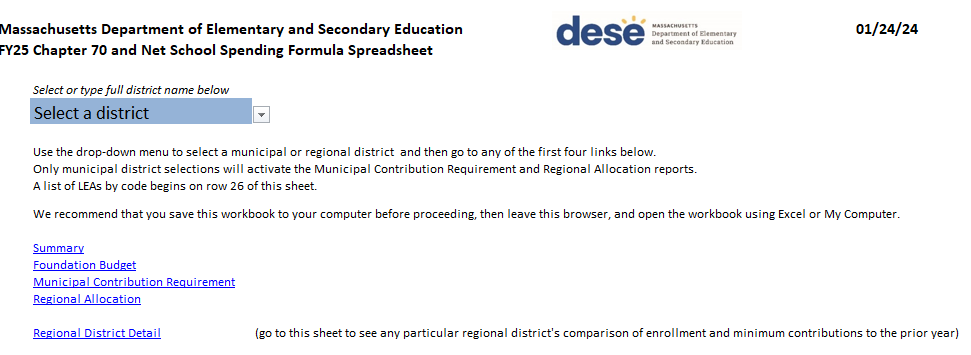 Massachusetts Department of Elementary and Secondary Education
FY25 Chapter 70 and Net School Spending Formula Spreadsheet
dese
MASSACHUSETTS
Department of Elementary
and Secondary Education
01/24/24
Select or type full district name below
Select a district
Use the drop-down menu to select a municipal or regional district and then go to any of the first four links below.
Only municipal district selections will activate the Municipal Contribution Requirement and Regional Allocation reports.
A list of LEAs by code begins on row 26 of this sheet.
We recommend that you save this workbook to your computer before proceeding, then leave this browser, and open the workbook using Excel or My Computer.
Summary
Foundation Budget
Municipal Contribution Requirement
Regional Allocation
Regional District Detail (go to this sheet to see any particular regional district's comparison of enrollment and minimum contributions to the prior year)